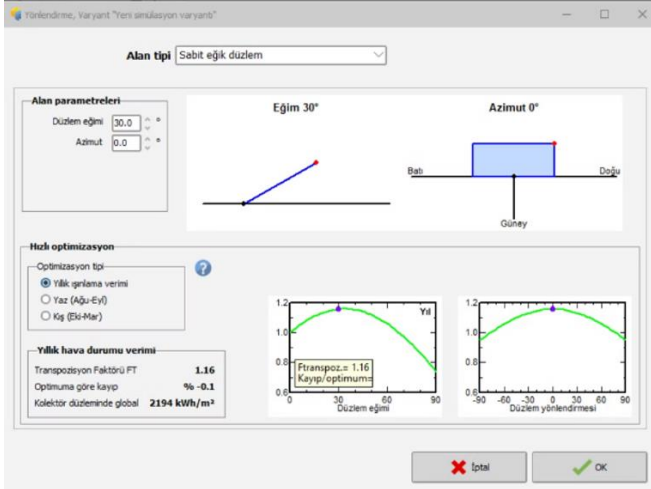 Yönlendirme, Varyant "Yeni simülasyon varyantı"
Alan tipi Sabit eğik düzlem
Alan parametreleri
Düzlem eğimi 30.0 °
Azimut 0.0 °
Eğim 30°
Azimut 0°
Batı
Doğu
Güney
Hızlı optimizasyon
Optimizasyon tipi
Yıllık ışınlama verimi
Yaz (Ağu-Eyl)
Kış (Eki-Mar)
?
Yıllık hava durumu verimi
Transpozisyon Faktörü FT 1.16
Optimuma göre kayıp % -0.1
Kolektör düzleminde global 2194 kWh/m²
Yıl
1.2
1.0
0.8
0.6
Ftranspoz.= 1.16
Kayıp/optimum=
0 30 60 90
Düzlem eğimi
1.2
1.0
0.8
0.6
-90 -60 -30 0 30 60 90
Düzlem yönlendirmesi
İptal
OK